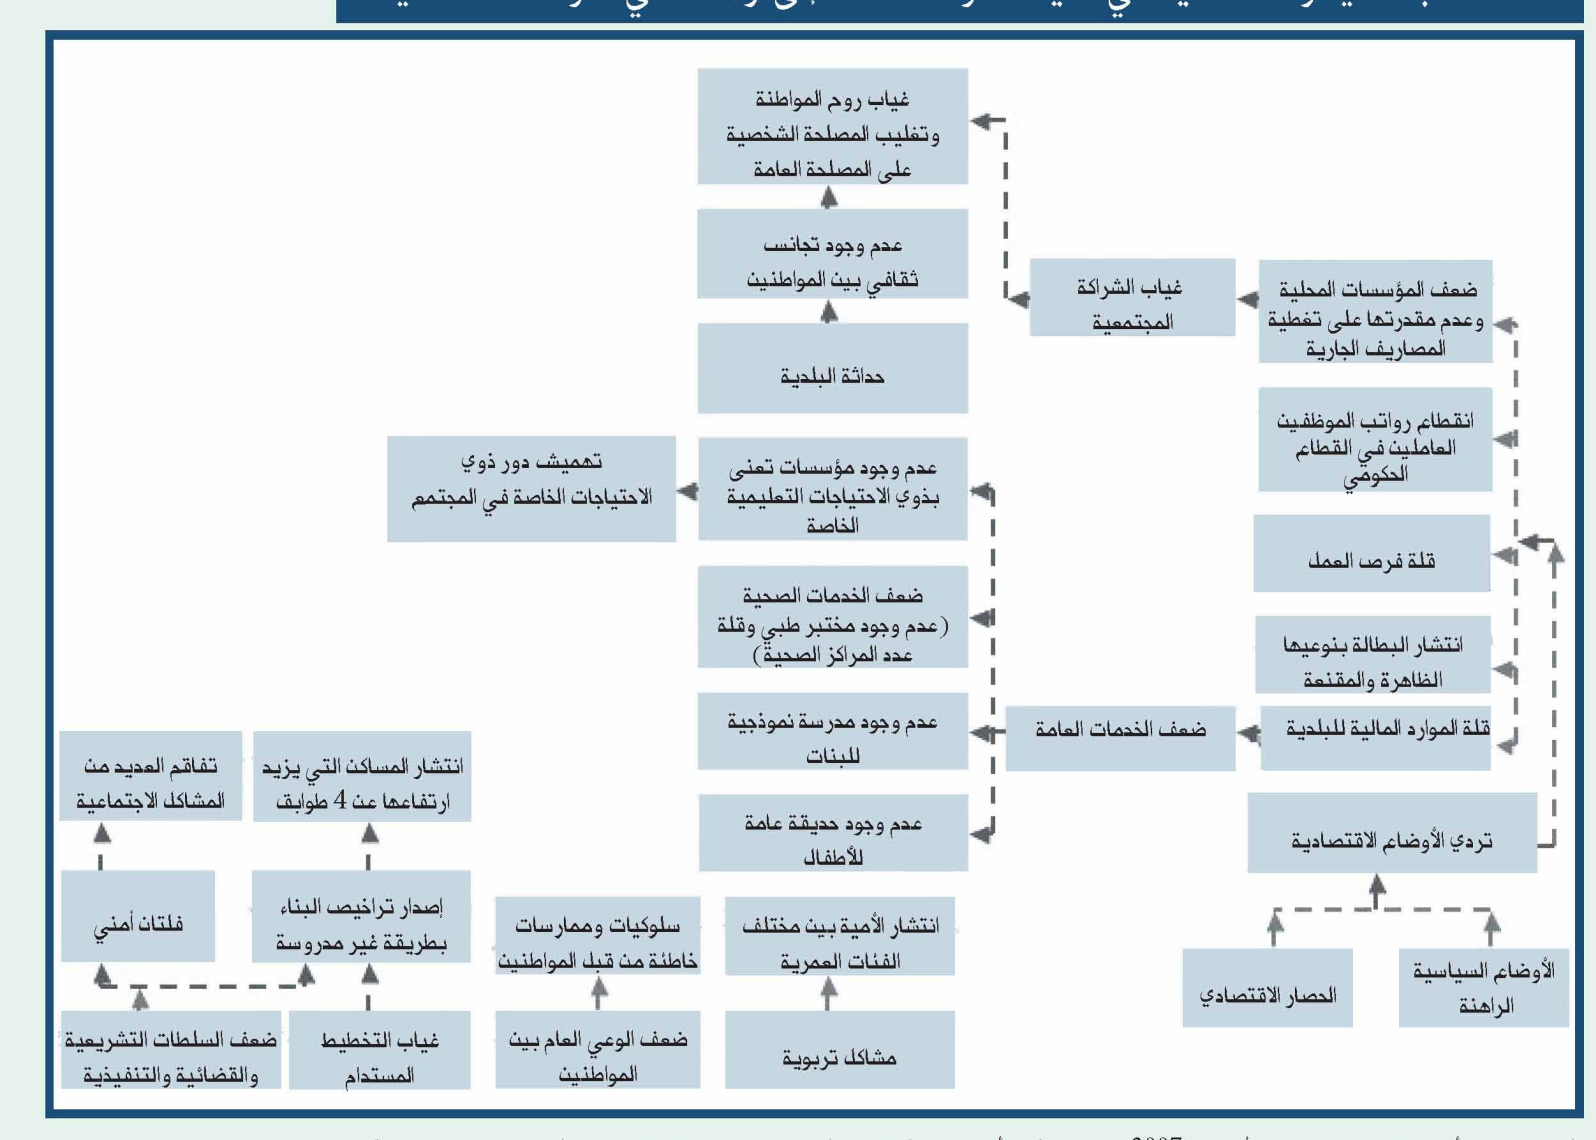 غياب روح المواطنة
وتغليب المصلحة الشخصية
على المصلحة العامة
عدم وجود تجانس
ثقافي بين المواطنين
حداثة البلدية
ضعف المؤسسات المحلية
وعدم مقدرتها على تغطية
المصاريف الجارية
غياب الشراكة
المجتمعية
انقطاع رواتب الموظفين
العاملين في القطاع
الحكومي
قلة فرص العمل
انتشار البطالة بنوعيها
الظاهرة والمقنعة
قلة الموارد المالية للبلدية
ضعف الخدمات العامة
عدم وجود مؤسسات تعنى
بذوي الاحتياجات التعليمية
الخاصة
تهميش دور ذوي
الاحتياجات الخاصة في المجتمع
ضعف الخدمات الصحية
(عدم وجود مختبر طبي وقلة
عدد المراكز الصحية)
عدم وجود مدرسة نموذجية
للبنات
عدم وجود حديقة عامة
للأطفال
تردي الأوضاع الاقتصادية
الأوضاع السياسية
الراهنة
الحصار الاقتصادي
انتشار الأمية بين مختلف
الفئات العمرية
مشاكل تربوية
سلوكيات وممارسات
خاطئة من قبل المواطنين
ضعف الوعي العام بين
المواطنين
انتشار المساكن التي يزيد
ارتفاعها عن 4 طوابق
إصدار تراخيص البناء
بطريقة غير مدروسة
غياب التخطيط
المستدام
تفاقم العديد من
المشاكل الاجتماعية
فلتان أمني
ضعف السلطات التشريعية
والقضائية والتنفيذية